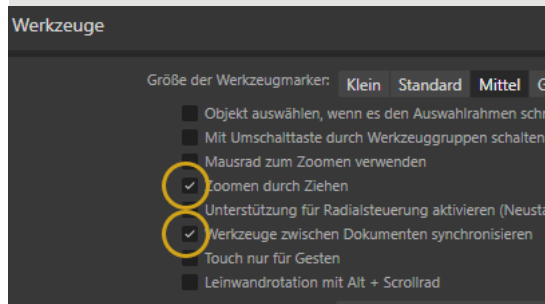 Werkzeuge
Größe der Werkzeugmarker: Klein Standard Mittel
Objekt auswählen, wenn es den Auswahlrahmen
Mit Umschalttaste durch Werkzeuggruppen schalten
Mausrad zum Zoomen verwenden
Zoomen durch Ziehen
Unterstützung für Radialsteuerung aktivieren
Werkzeuge zwischen Dokumenten synchronisieren
Touch nur für Gesten
Leinwandrotation mit Alt + Scrollrad